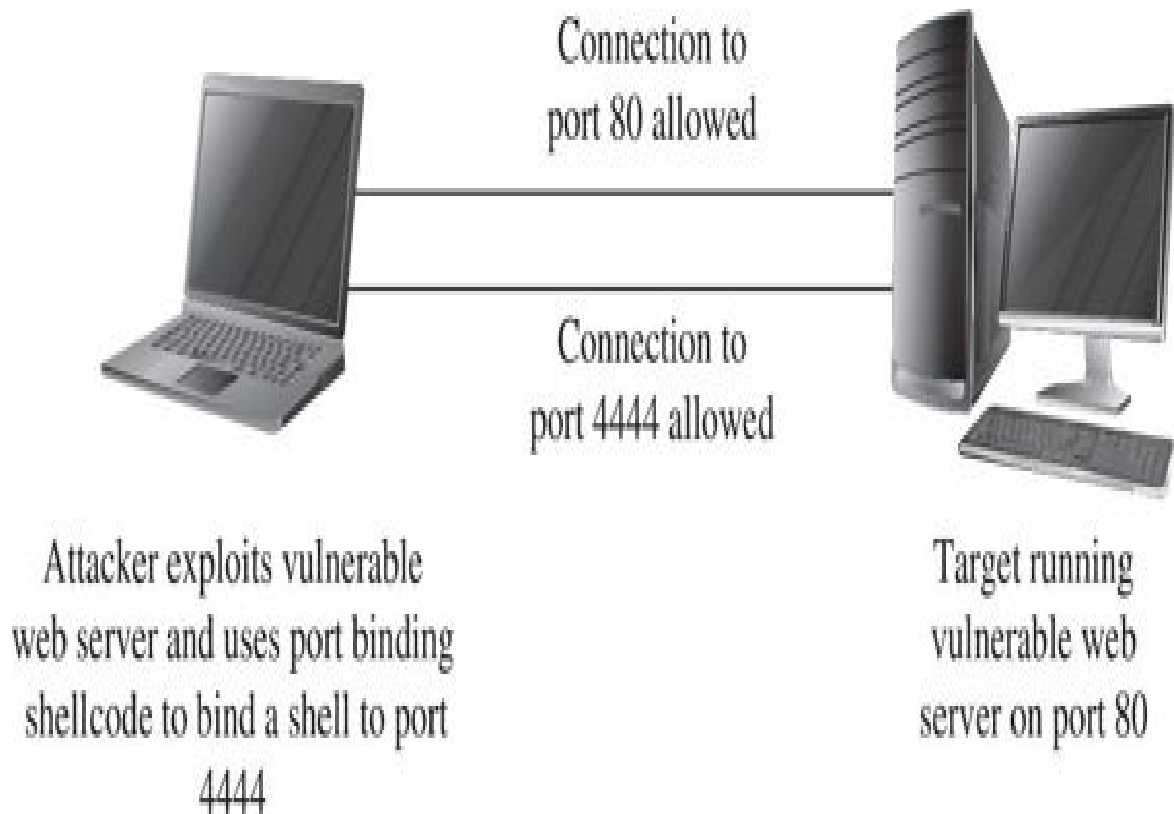 Connection to
port 80 allowed
Connection to
port 4444 allowed
Attacker exploits vulnerable
web server and uses port binding
shellcode to bind a shell to port
4444
Target running
vulnerable web
server on port 80